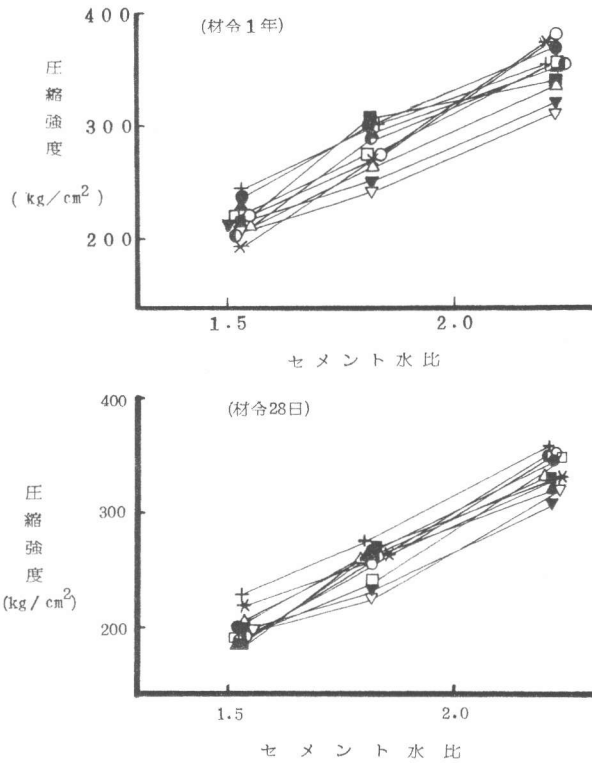 (材令1年)
400
300
200
圧縮強度
(kg/cm²)
1.5 2.0
セメント水比
(材令28日)
400
300
200
圧縮強度
(kg/cm²)
1.5 2.0
セメント水比